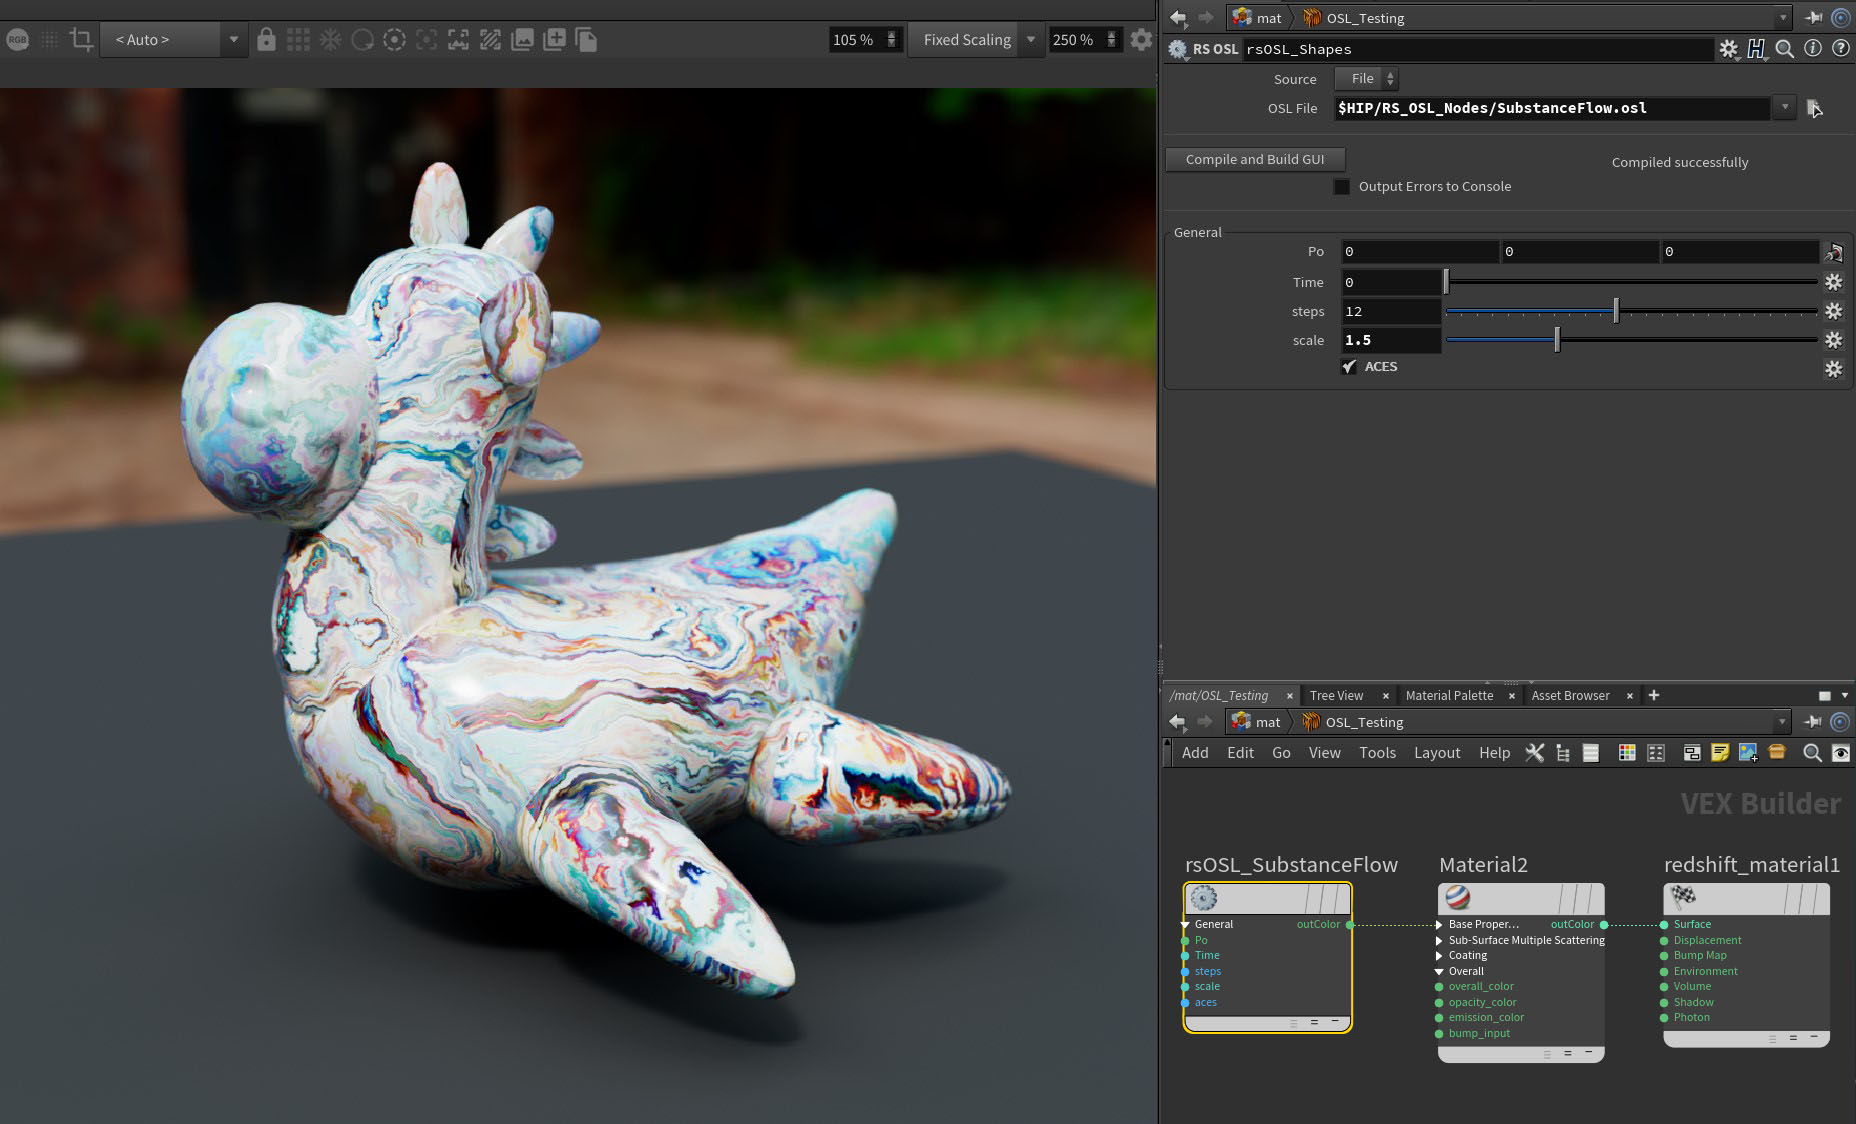 RGB
< Auto >
105 %
Fixed Scaling
250 %
mat
OSL_Testing
RS OSL
rsOSL_Shapes
Source
File
OSL File
$HIP/RS_OSL_Nodes/SubstanceFlow.osl
Compile and Build GUI
Compiled successfully
Output Errors to Console
General
Po
0
0
0
Time
0
steps
12
scale
1.5
ACES
/mat/OSL_Testing
Tree View
Material Palette
Asset Browser
mat
OSL_Testing
Add
Edit
Go
View
Tools
Layout
Help
VEX Builder
rsOSL_SubstanceFlow
General
outColor
Po
Time
steps
scale
aces
Material2
Base Proper...
outColor
Sub-Surface Multiple Scattering
Coating
Overall
overall_color
opacity_color
emission_color
bump_input
redshift_material1
Surface
Displacement
Bump Map
Environment
Volume
Shadow
Photon